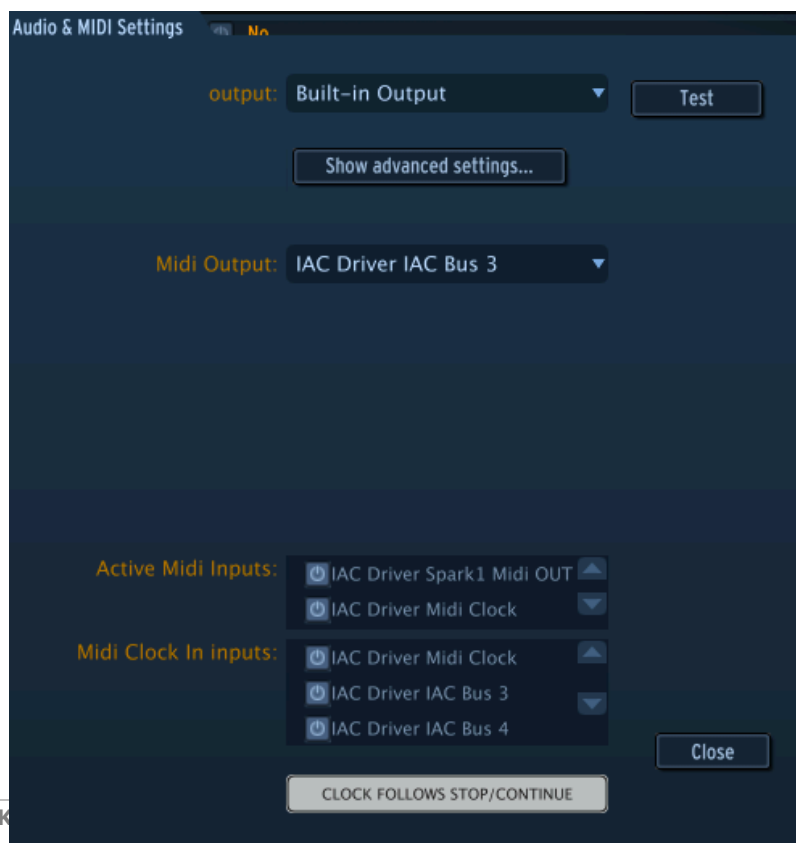 Audio & MIDI Settings
No
output: Built-in Output Test
Show advanced settings...
Midi Output: IAC Driver IAC Bus 3
Active Midi Inputs: IAC Driver Spark1 Midi OUT
IAC Driver Midi Clock
Midi Clock In inputs: IAC Driver Midi Clock
IAC Driver IAC Bus 3
IAC Driver IAC Bus 4
Close
CLOCK FOLLOWS STOP/CONTINUE
K